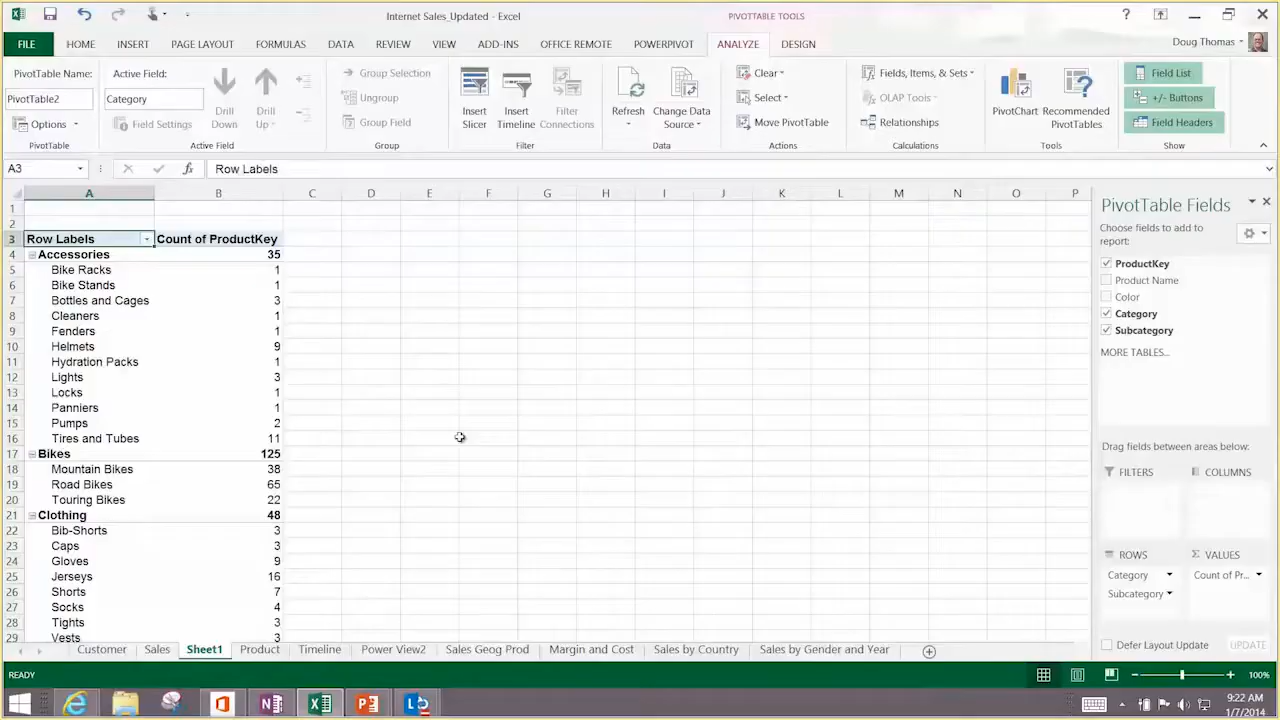 Internet Sales_Updated - Excel
PIVOTTABLE TOOLS
?
FILE HOME INSERT PAGE LAYOUT FORMULAS DATA REVIEW VIEW ADD-INS OFFICE REMOTE POWERPIVOT ANALYZE DESIGN
Doug Thomas
PivotTable Name:
PivotTable2
Options
PivotTable
Active Field:
Category
Field Settings
Drill Down
Drill Up
Active Field
Group Selection
Ungroup
Group Field
Group
Insert Slicer
Insert Timeline
Filter Connections
Filter
Refresh
Change Data Source
Data
Clear
Select
Move PivotTable
Actions
Fields, Items, & Sets
OLAP Tools
Relationships
Calculations
PivotChart
Recommended PivotTables
Tools
Field List
+/- Buttons
Field Headers
Show
A3
fx
Row Labels
A B C D E F G H I J K L M N O P
1
2
3 Row Labels Count of ProductKey
4 Accessories 35
5 Bike Racks 1
6 Bike Stands 1
7 Bottles and Cages 3
8 Cleaners 1
9 Fenders 1
10 Helmets 9
11 Hydration Packs 1
12 Lights 3
13 Locks 1
14 Panniers 1
15 Pumps 2
16 Tires and Tubes 11
17 Bikes 125
18 Mountain Bikes 38
19 Road Bikes 65
20 Touring Bikes 22
21 Clothing 48
22 Bib-Shorts 3
23 Caps 3
24 Gloves 9
25 Jerseys 16
26 Shorts 7
27 Socks 4
28 Tights 3
29 Vests 3
PivotTable Fields
Choose fields to add to
report:
ProductKey
Product Name
Color
Category
Subcategory
MORE TABLES...
Drag fields between areas below:
FILTERS
COLUMNS
ROWS
Category
Subcategory
Σ VALUES
Count of Pr...
Defer Layout Update
UPDATE
Customer Sales Sheet1 Product Timeline Power View2 Sales Geog Prod Margin and Cost Sales by Country Sales by Gender and Year
READY
100%
9:22 AM
1/7/2014